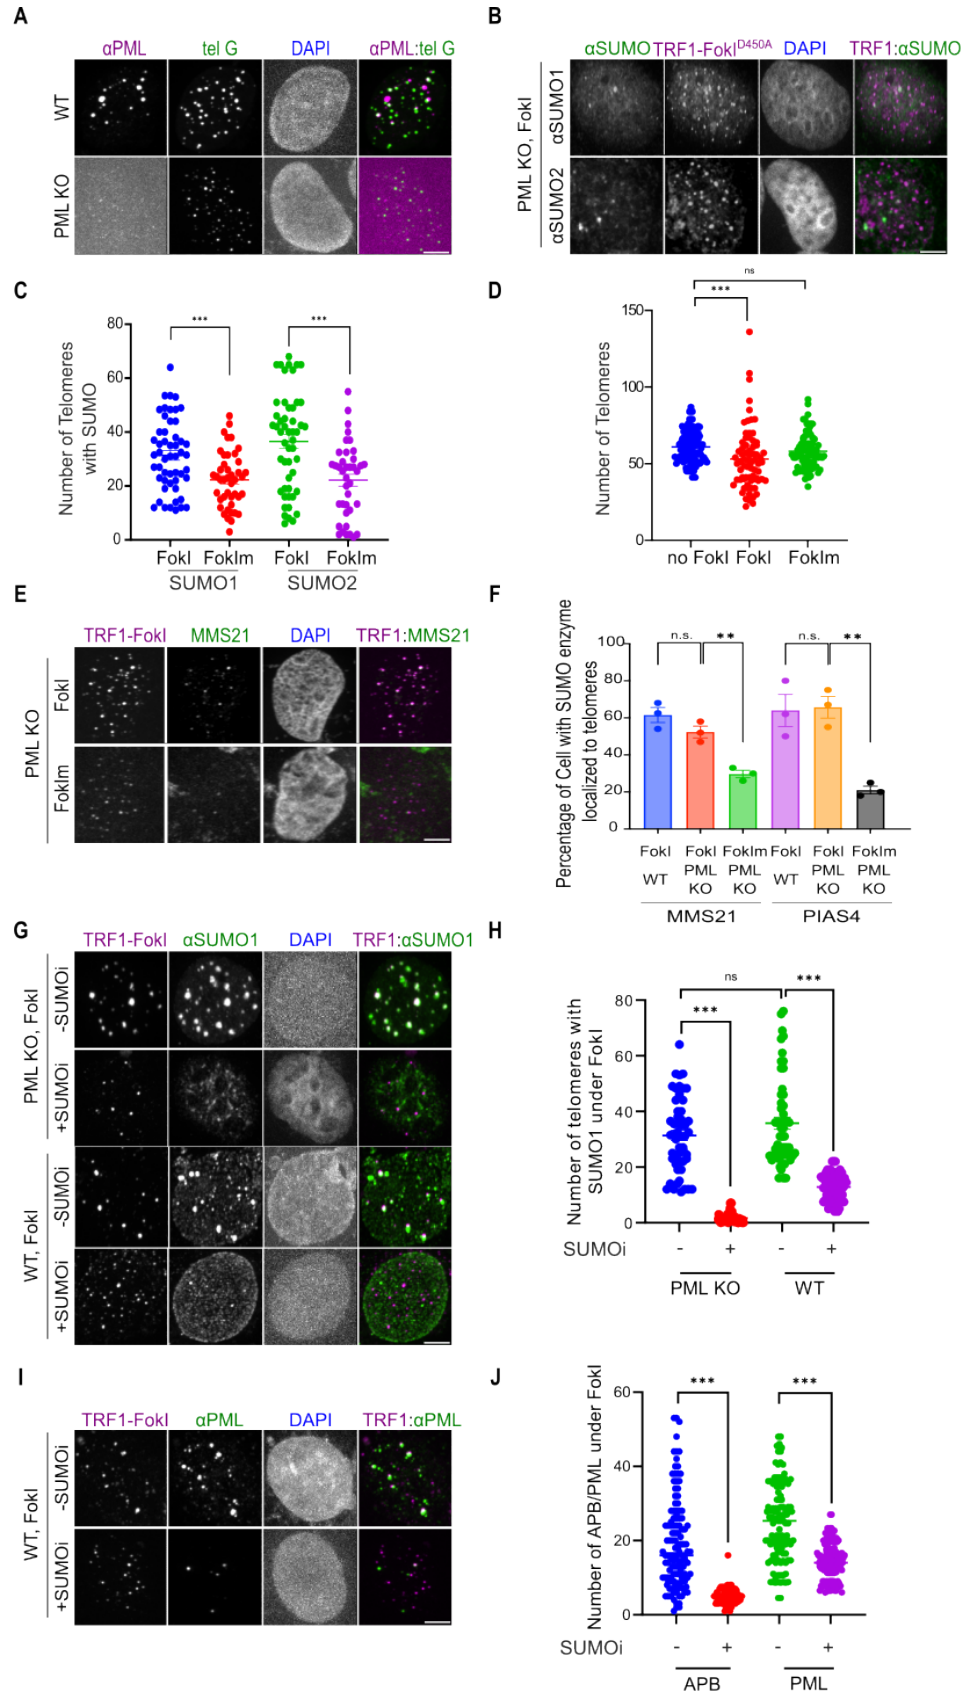 A
αPML tel G DAPI αPML:tel G
WT
PML KO
B
αSUMO TRF1-FokI^D450A DAPI TRF1:αSUMO
PML KO, FokI
αSUMO1
αSUMO2
C
Number of Telomeres
with SUMO
80
60
40
20
0
*** ***
FokI FokIm FokI FokIm
SUMO1 SUMO2
D
Number of Telomeres
150
100
50
0
ns
***
no FokI FokI FokIm
E
TRF1-FokI MMS21 DAPI TRF1:MMS21
PML KO
FokI
FokIm
F
Percentage of Cell with SUMO enzyme
localized to telomeres
100
80
60
40
20
0
n.s. ** n.s. **
FokI FokI FokIm FokI FokI FokIm
WT PML PML WT PML PML
KO KO KO KO
MMS21 PIAS4
G
TRF1-FokI αSUMO1 DAPI TRF1:αSUMO1
PML KO, FokI
-SUMOi
+SUMOi
WT, FokI
-SUMOi
+SUMOi
H
Number of telomeres with
SUMO1 under FokI
80
60
40
20
0
ns ***
***
SUMOi - + - +
PML KO WT
I
TRF1-FokI αPML DAPI TRF1:αPML
WT, FokI
-SUMOi
+SUMOi
J
Number of APB/PML under FokI
60
40
20
0
*** ***
SUMOi - + - +
APB PML